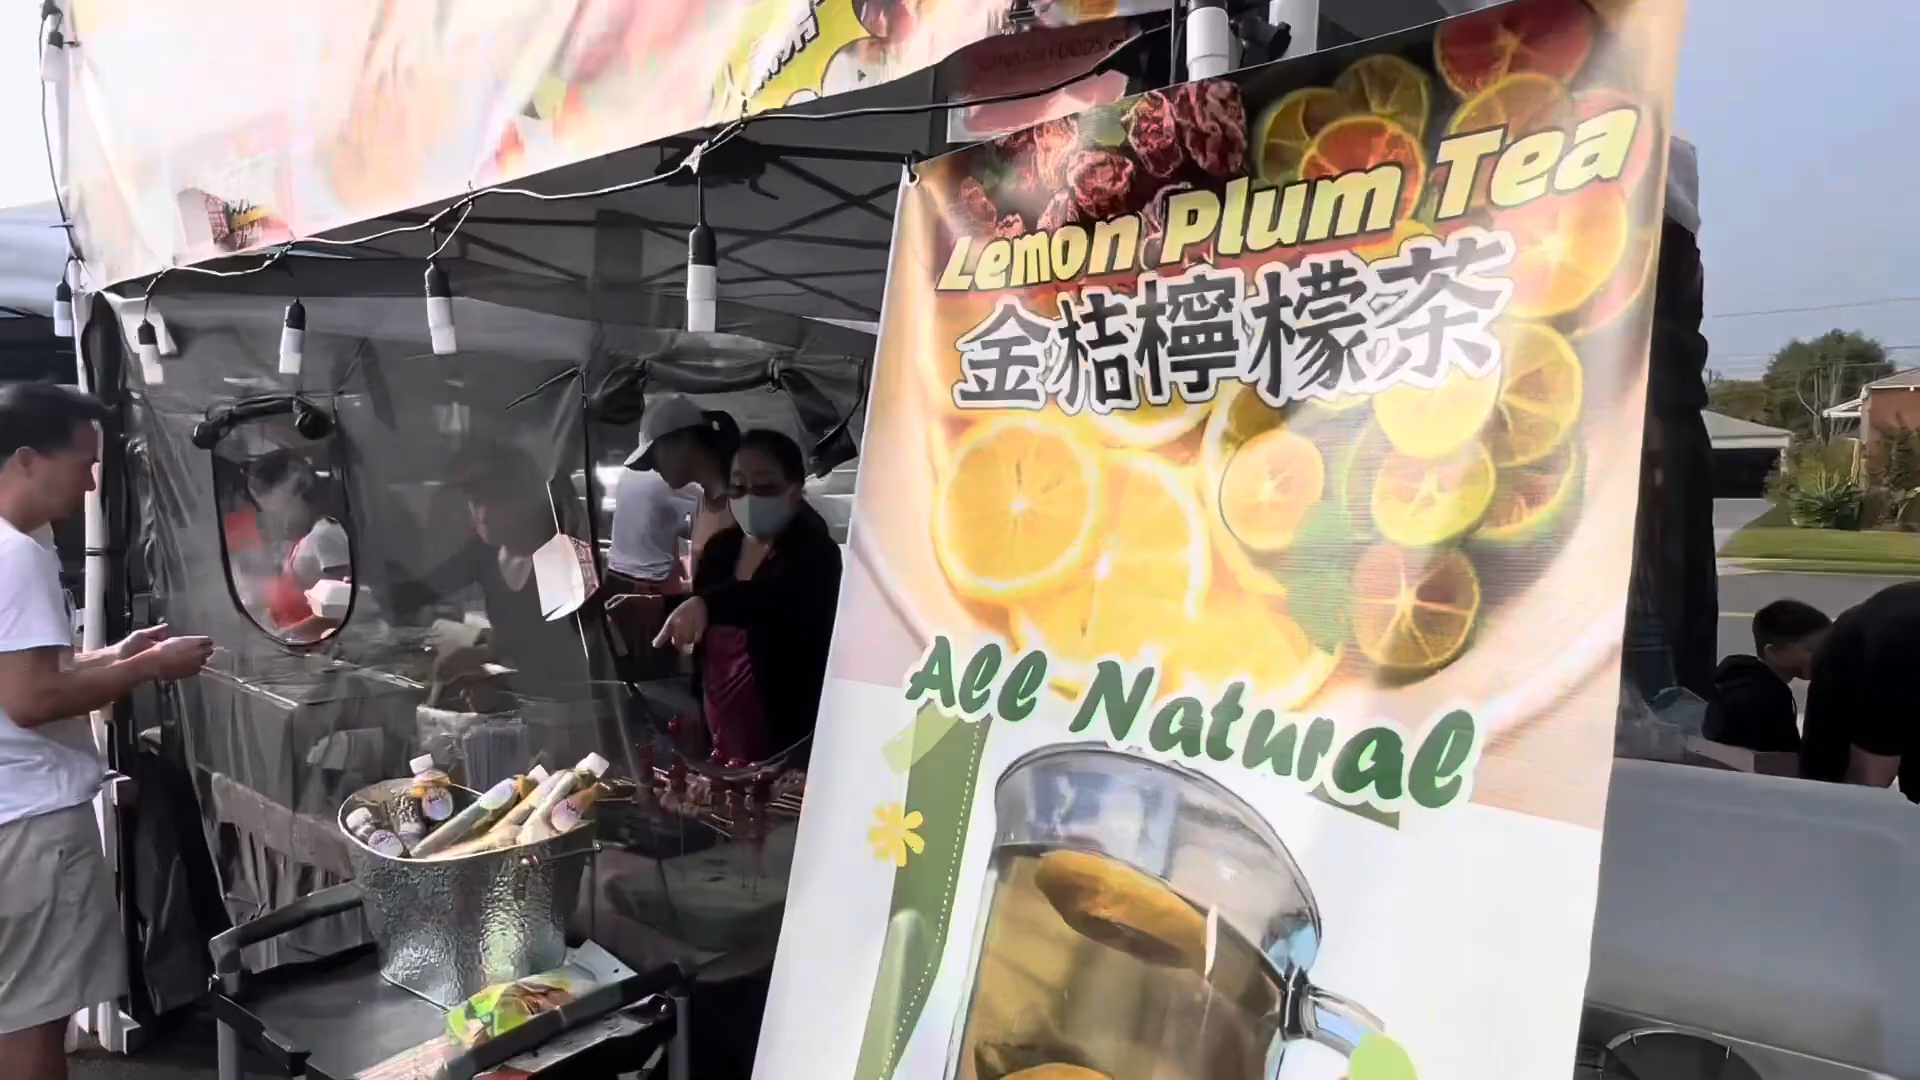 Lemon Plum Tea
金桔檸檬茶
All Natural